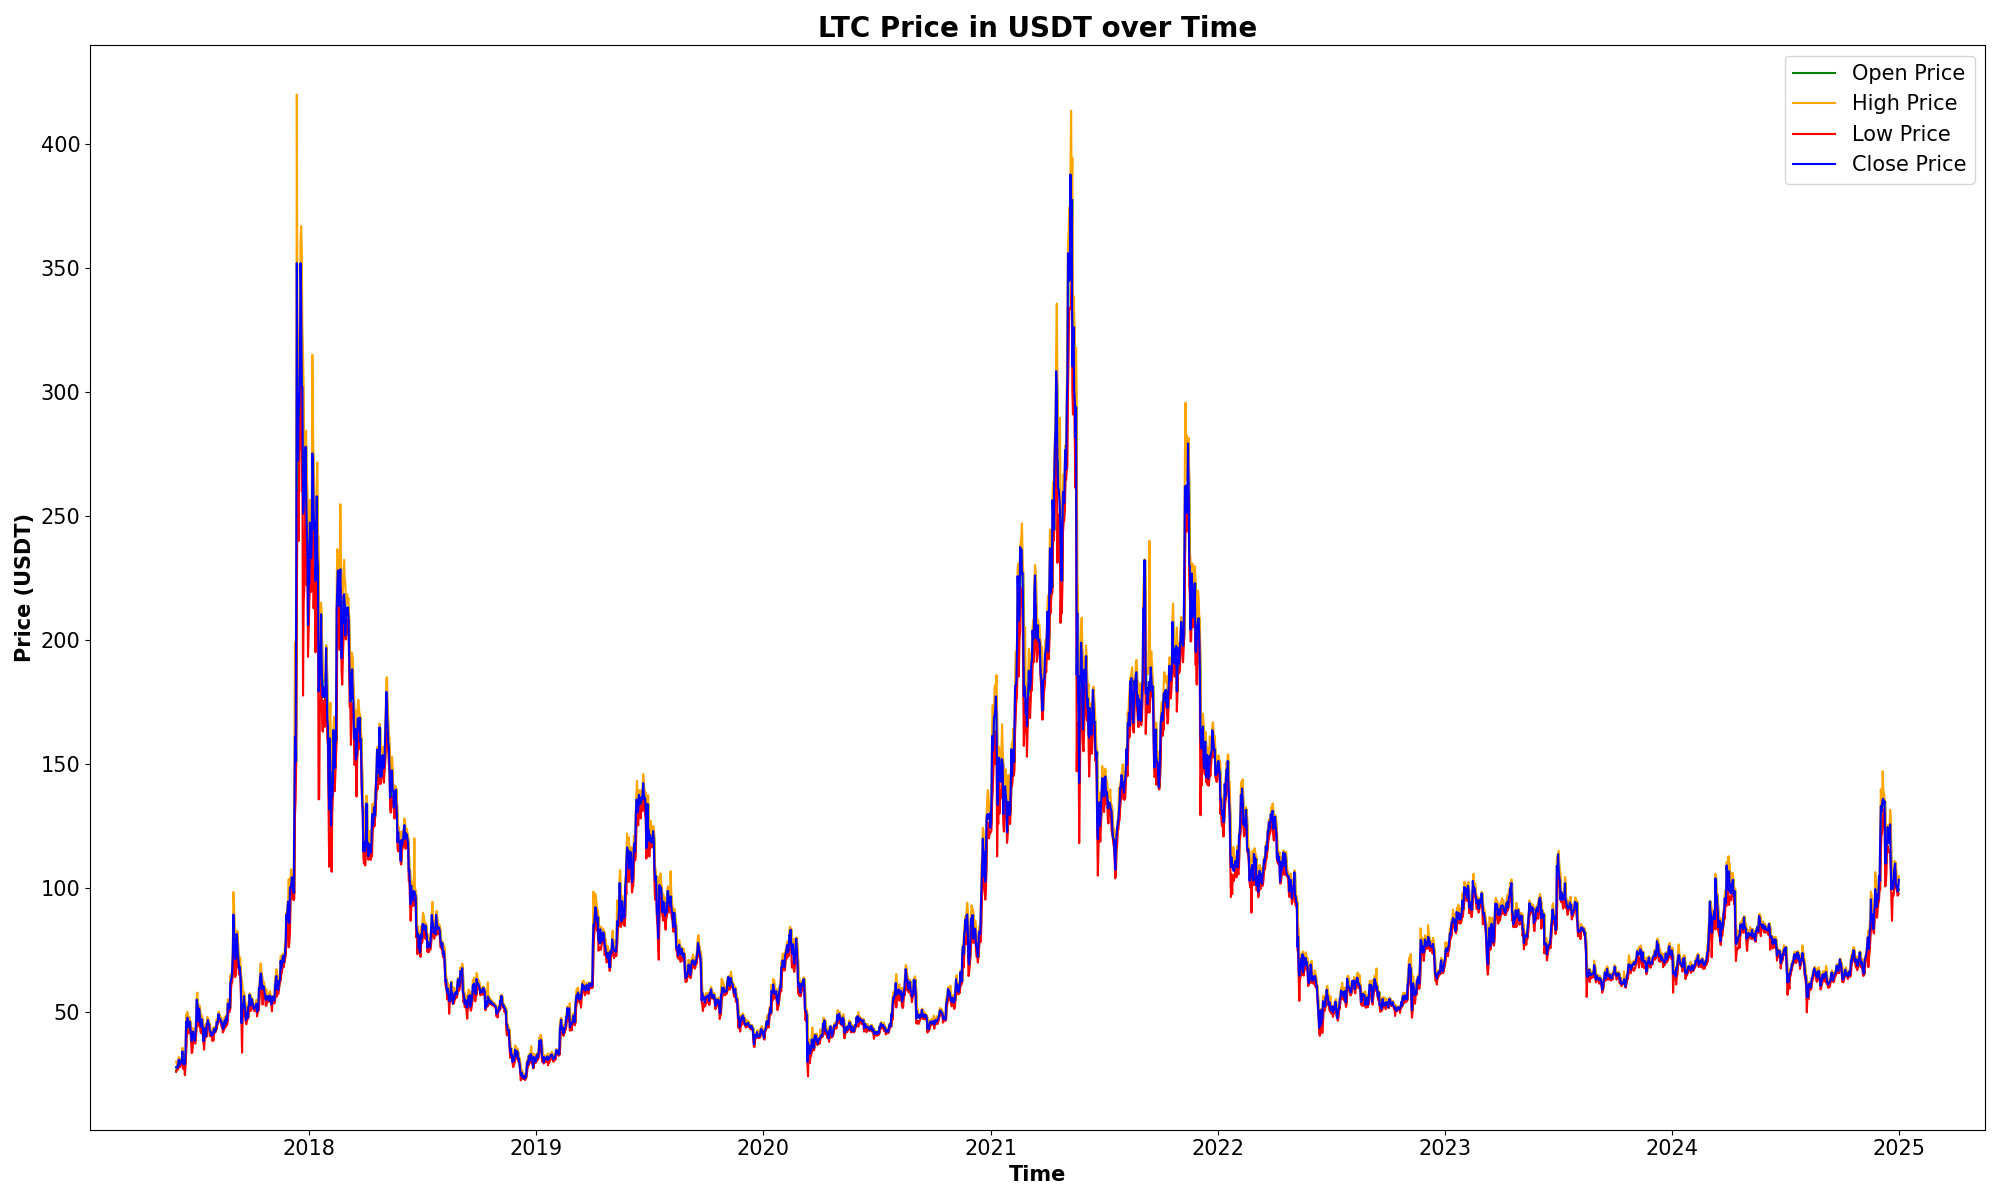 LTC Price in USDT over Time
Open Price
High Price
Low Price
Close Price
400
350
300
250
200
150
100
50
Price (USDT)
2018 2019 2020 2021 2022 2023 2024 2025
Time